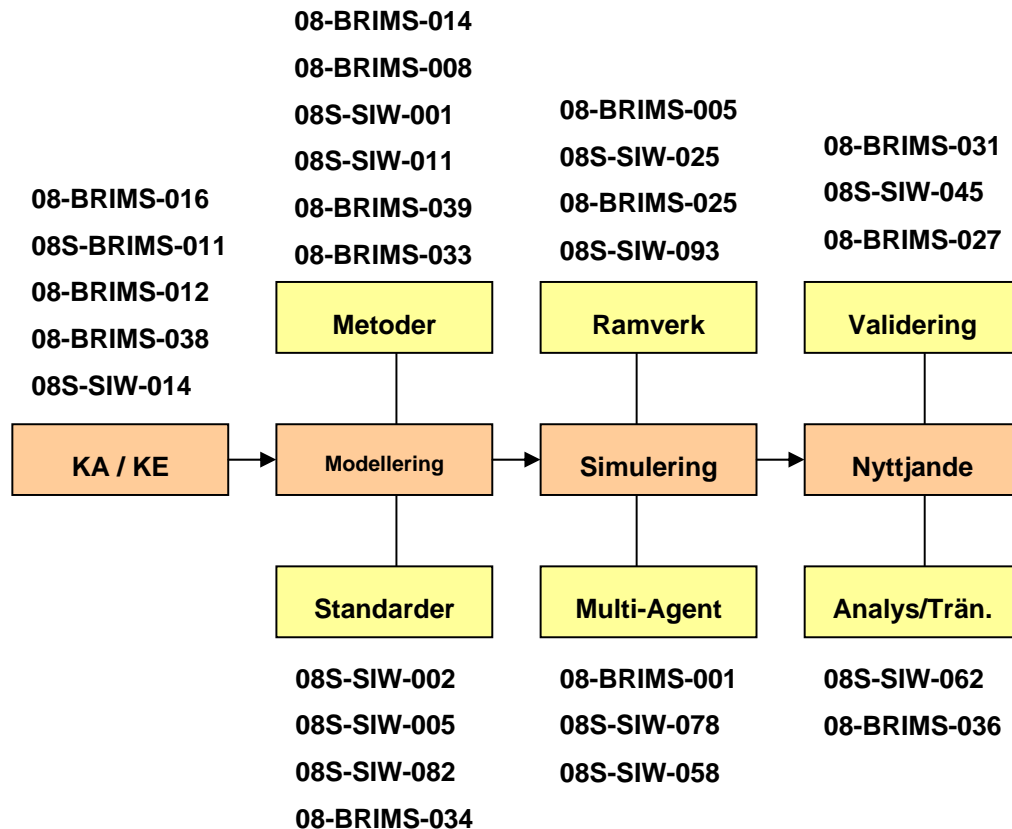 08-BRIMS-014
08-BRIMS-008
08S-SIW-001
08S-SIW-011
08-BRIMS-039
08-BRIMS-033
08-BRIMS-005
08S-SIW-025
08-BRIMS-025
08S-SIW-093
08-BRIMS-031
08S-SIW-045
08-BRIMS-027
08-BRIMS-016
08S-BRIMS-011
08-BRIMS-012
08-BRIMS-038
08S-SIW-014
Metoder
Ramverk
Validering
KA / KE
Modellering
Simulering
Nyttjande
Standarder
Multi-Agent
Analys/Trän.
08S-SIW-002
08S-SIW-005
08S-SIW-082
08-BRIMS-034
08-BRIMS-001
08S-SIW-078
08S-SIW-058
08S-SIW-062
08-BRIMS-036